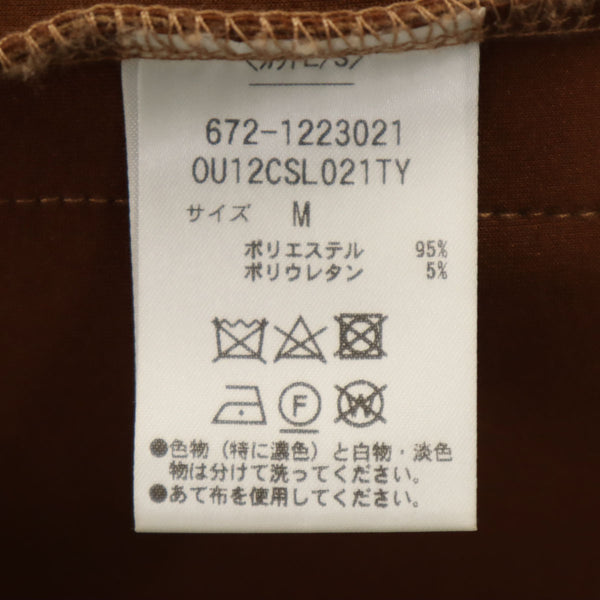 672-1223021
OU12CSL021TY
サイズ M
ポリエステル 95%
ポリウレタン 5%
F W
●色物（特に濃色）と白物・淡色
物は分けて洗ってください。
●あて布を使用してください。